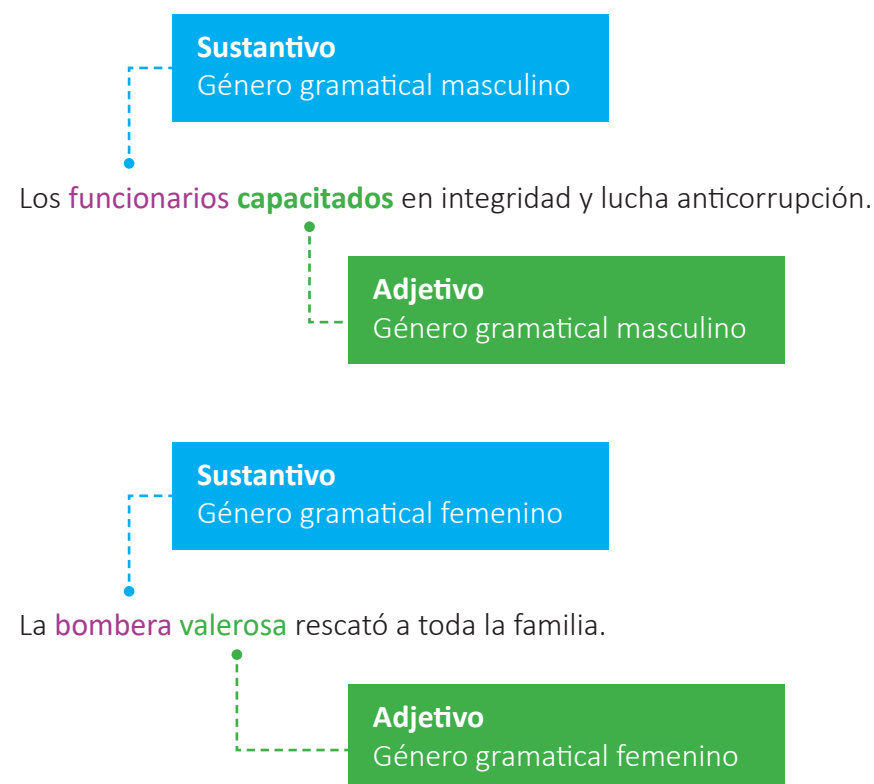 Sustantivo
Género gramatical masculino
Los funcionarios capacitados en integridad y lucha anticorrupción.
Adjetivo
Género gramatical masculino
Sustantivo
Género gramatical femenino
La bombera valerosa rescató a toda la familia.
Adjetivo
Género gramatical femenino